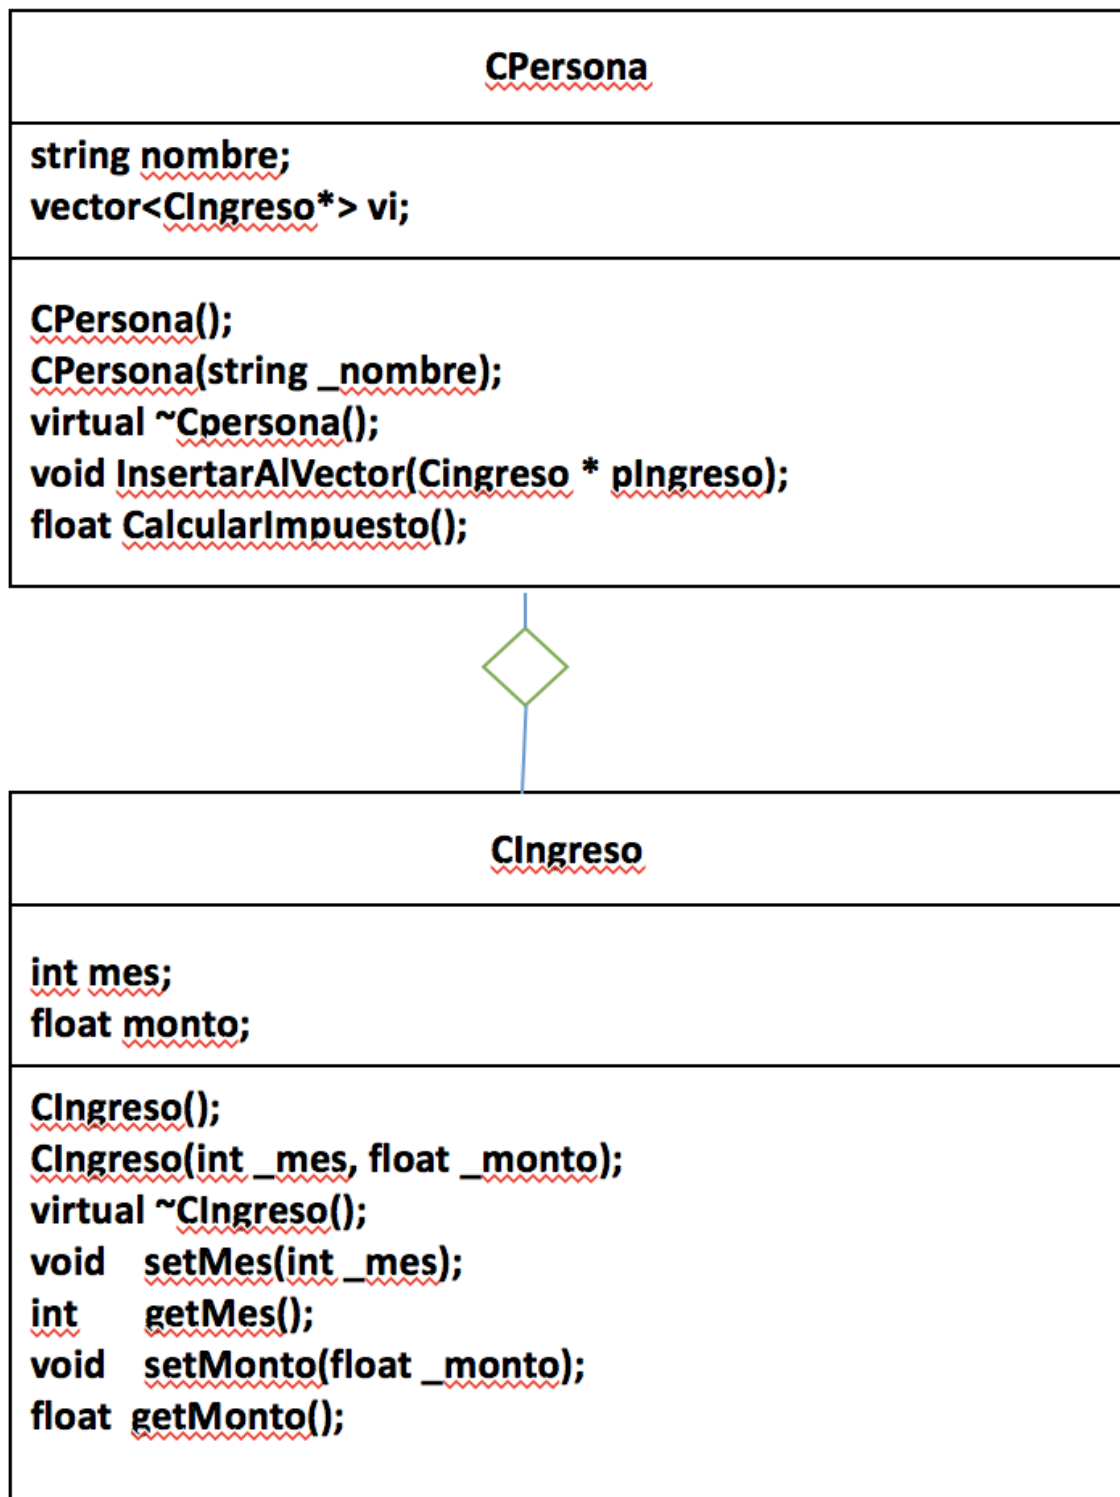 CPersona
string nombre;
vector<CIngreso*> vi;
CPersona();
CPersona(string _nombre);
virtual ~Cpersona();
void InsertarAlVector(Cingreso * pIngreso);
float CalcularImpuesto();
CIngreso
int mes;
float monto;
CIngreso();
CIngreso(int _mes, float _monto);
virtual ~CIngreso();
void setMes(int _mes);
int getMes();
void setMonto(float _monto);
float getMonto();